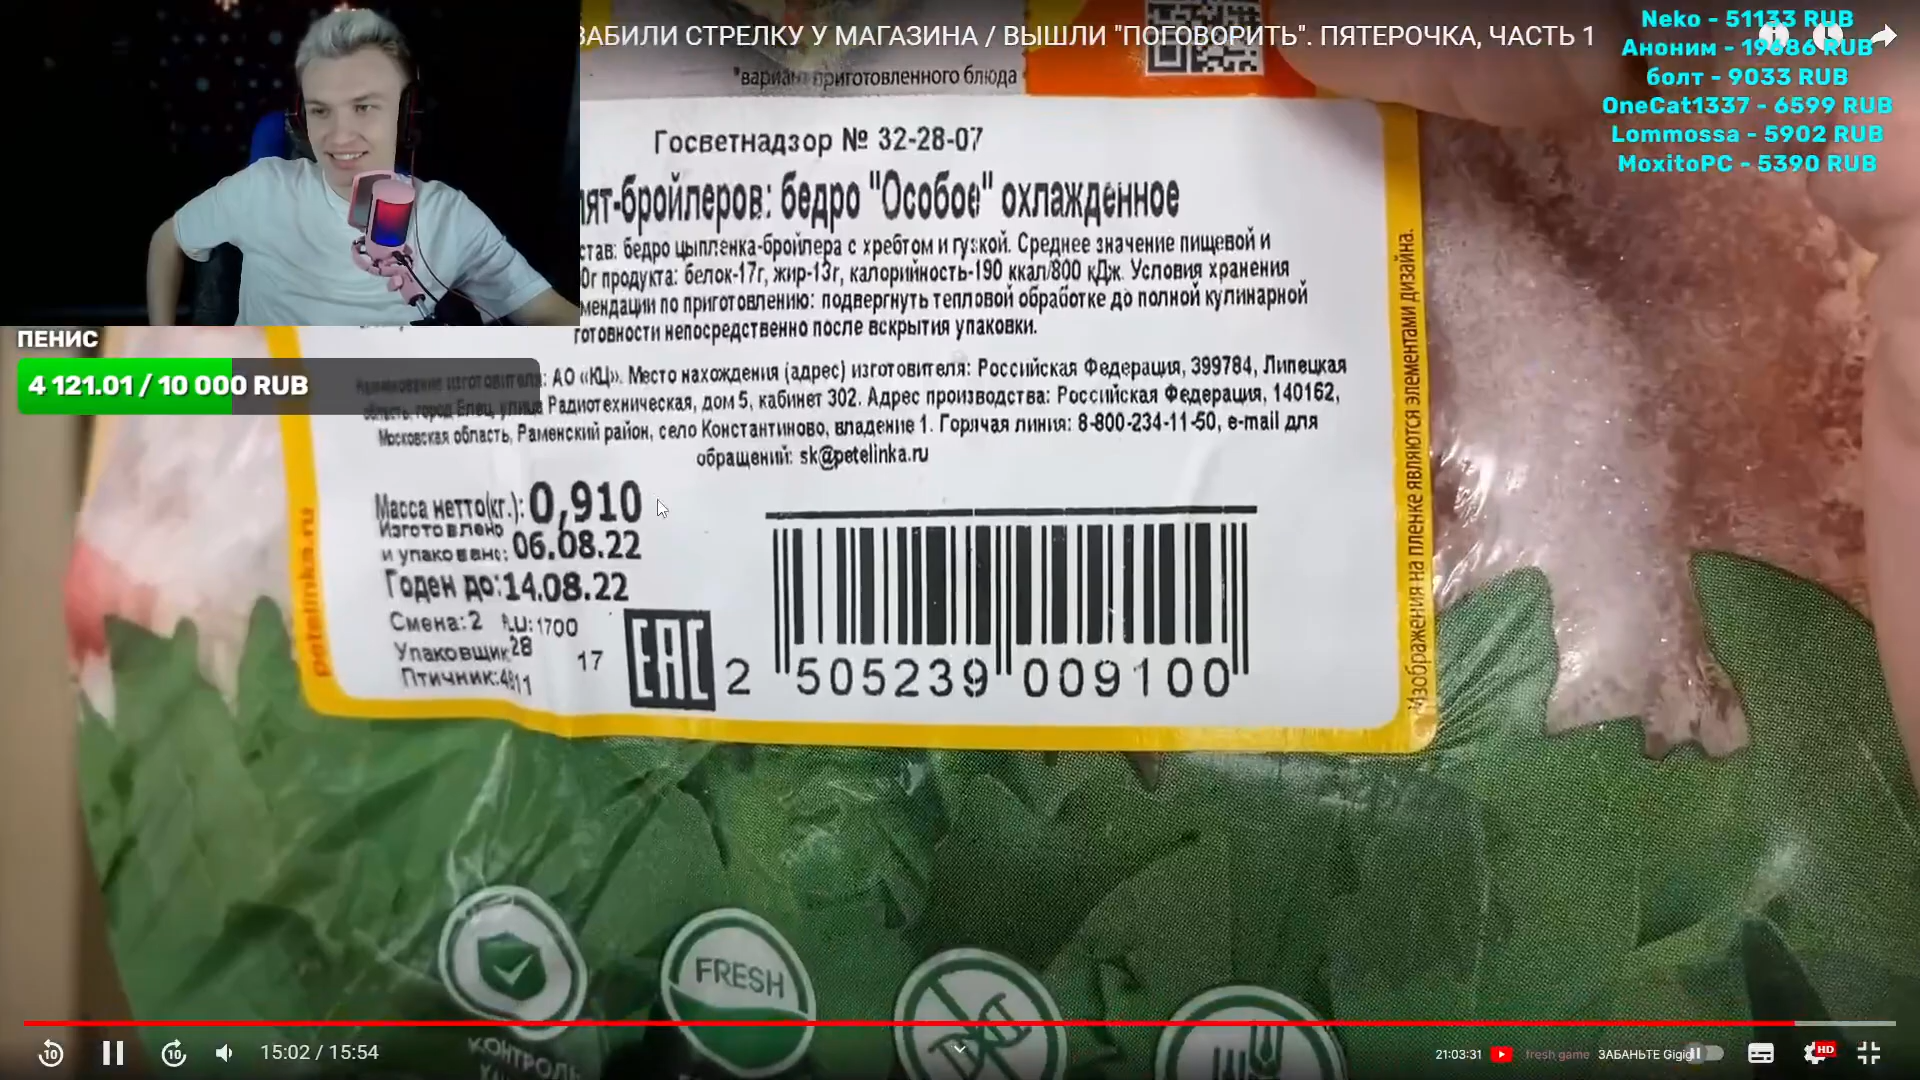 ЗАБИЛИ СТРЕЛКУ У МАГАЗИНА / ВЫШЛИ "ПОГОВОРИТЬ". ПЯТЕРОЧКА, ЧАСТЬ 1
Neko - 51133 RUB
Аноним - 19686 RUB
болт - 9033 RUB
OneCat1337 - 6599 RUB
Lommossa - 5902 RUB
MoxitoPC - 5390 RUB
*вариант приготовленного блюда
Госветнадзор № 32-28-07
лят-бройлеров: бедро "Особое" охлажденное
став: бедро цыпленка-бройлера с хребтом и гузкой. Среднее значение пищевой и
0г продукта: белок-17г, жир-13г, калорийность-190 ккал/800 кДж. Условия хранения
мендации по приготовлению: подвергнуть тепловой обработке до полной кулинарной
готовности непосредственно после вскрытия упаковки.
ПЕНИС
4 121.01 / 10 000 RUB
Наименование изготовителя: АО «КЦ». Место нахождения (адрес) изготовителя: Российская Федерация, 399784, Липецкая
область, город Елец, улица Радиотехническая, дом 5, кабинет 302. Адрес производства: Российская Федерация, 140162,
Московская область, Раменский район, село Константиново, владение 1. Горячая линия: 8-800-234-11-50, e-mail для
обращений: sk@petelinka.ru
Масса нетто(кг.): 0,910
Изготовлено
и упаковано: 06.08.22
Годен до: 14.08.22
Смена: 2 PLU: 1700
Упаковщик 28
17
Птичник: 4811
EAC
2 505239 009100
petelinka.ru
Изображения на пленке являются элементами дизайна.
КОНТРОЛЬ
FRESH
15:02 / 15:54
21:03:31
fresh game
ЗАБАНЬТЕ Gigigl
HD